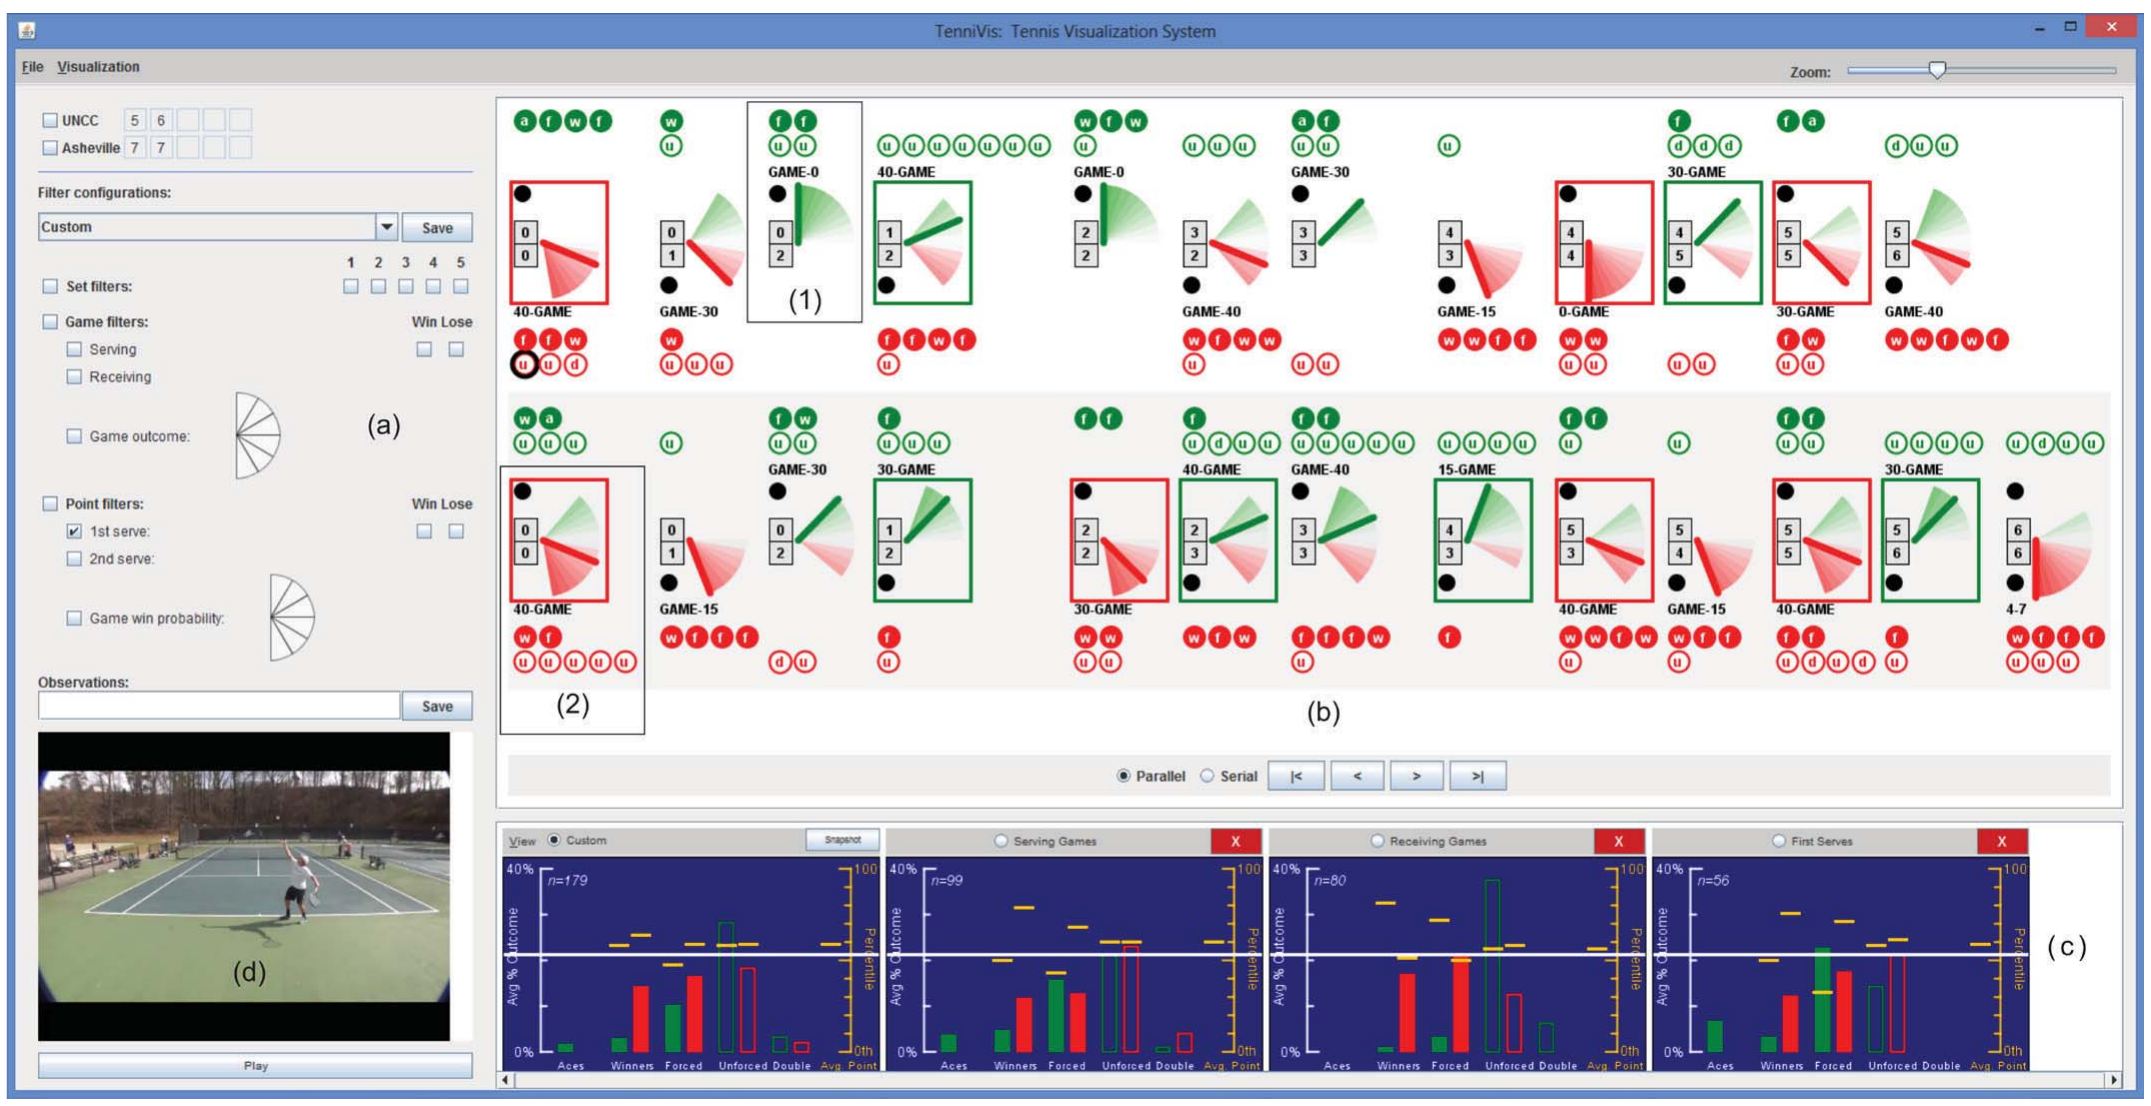 TenniVis: Tennis Visualization System
File Visualization
Zoom:
UNCC 5 6
Asheville 7 7
Filter configurations:
Custom Save
1 2 3 4 5
Set filters:
Game filters: Win Lose
Serving
Receiving
Game outcome:
(a)
Point filters: Win Lose
1st serve:
2nd serve:
Game win probability:
Observations:
Save
(d)
Play
a f w f w f f w f w a f f f a
u u u u u u u u u u u u u u u u u u d d d d u u
GAME-0 40-GAME GAME-0 GAME-30 30-GAME
0 0 0 1 2 3 3 4 4 4 5 5
0 1 2 2 2 2 3 3 4 5 5 6
(1)
40-GAME GAME-30 GAME-40 GAME-15 0-GAME 30-GAME GAME-40
f f w w f f w f w f w w w w f f w w f w w w f w f
u u d u u u u u u u u u u u u u u
w a f w f f f f f f f f f f
u u u u u u u u u u d u u u u u u u u u u u u u u u u u u u u u d u u
GAME-30 30-GAME 40-GAME GAME-40 15-GAME 30-GAME
0 0 0 1 2 2 3 4 5 5 5 5 6
0 1 2 2 2 3 3 3 3 4 5 6 6
40-GAME GAME-15 30-GAME 40-GAME GAME-15 40-GAME 4-7
w f w f f f f w w w f w f f f w f w w f w w f f f f f w f f f
u u u u u d u u u u u u u u d u d u u u u
(2)
(b)
Parallel Serial |< < > >|
View Custom Snapshot
40%
n=179
100
Avg % Outcome
Percentile
0%
0th
Aces Winners Forced Unforced Double Avg. Point
Serving Games X
40%
n=99
100
Avg % Outcome
Percentile
0%
0th
Aces Winners Forced Unforced Double Avg. Point
Receiving Games X
40%
n=80
100
Avg % Outcome
Percentile
0%
0th
Aces Winners Forced Unforced Double Avg. Point
First Serves X
40%
n=56
100
Avg % Outcome
Percentile
0%
0th
Aces Winners Forced Unforced Double Avg. Point
(c)